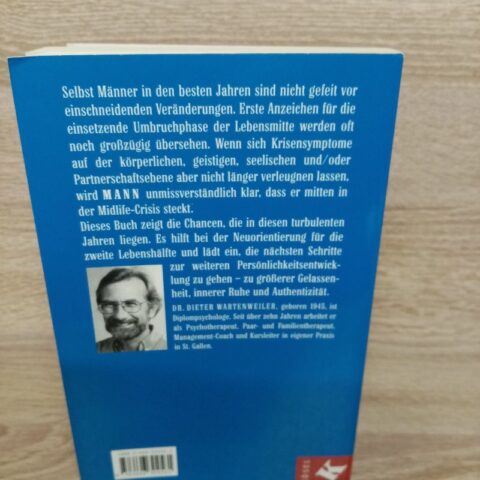 Selbst Männer in den besten Jahren sind nicht gefeit vor
einschneidenden Veränderungen. Erste Anzeichen für die
einsetzende Umbruchphase der Lebensmitte werden oft
noch großzügig übersehen. Wenn sich Krisensymptome
auf der körperlichen, geistigen, seelischen und/oder
Partnerschaftsebene aber nicht länger verleugnen lassen,
wird MANN unmissverständlich klar, dass er mitten in
der Midlife-Crisis steckt.
Dieses Buch zeigt die Chancen, die in diesen turbulenten
Jahren liegen. Es hilft bei der Neuorientierung für die
zweite Lebenshälfte und lädt ein, die nächsten Schritte
zur weiteren Persönlichkeitsentwick-
lung zu gehen – zu größerer Gelassen-
heit, innerer Ruhe und Authentizität.
DR. DIETER WARTENWEILER, geboren 1945, ist
Diplompsychologe. Seit über zehn Jahren arbeitet er
als Psychotherapeut, Paar- und Familientherapeut,
Management-Coach und Kursleiter in eigener Praxis
in St. Gallen.